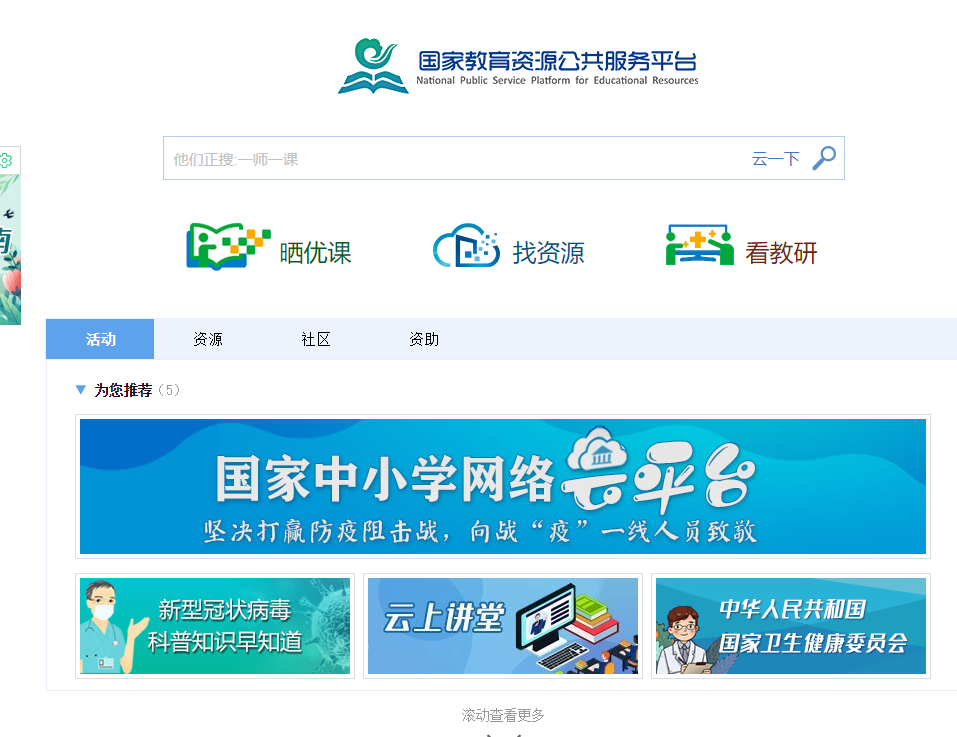 国家教育资源公共服务平台
National Public Service Platform for Educational Resources
他们正搜:一师一课
云一下
南
晒优课
找资源
看教研
活动
资源
社区
资助
为您推荐（5）
国家中小学网络云平台
坚决打赢防疫阻击战，向战“疫”一线人员致敬
新型冠状病毒
科普知识早知道
云上讲堂
中华人民共和国
国家卫生健康委员会
滚动查看更多